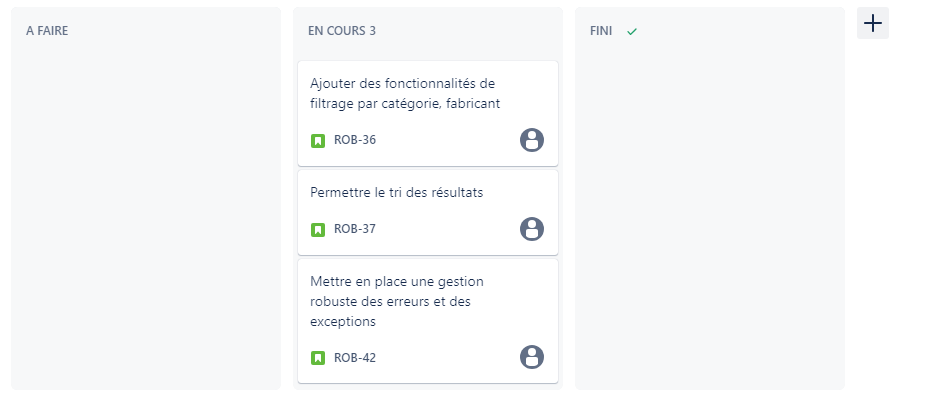 A FAIRE
EN COURS 3
FINI
Ajouter des fonctionnalités de
filtrage par catégorie, fabricant
ROB-36
Permettre le tri des résultats
ROB-37
Mettre en place une gestion
robuste des erreurs et des
exceptions
ROB-42